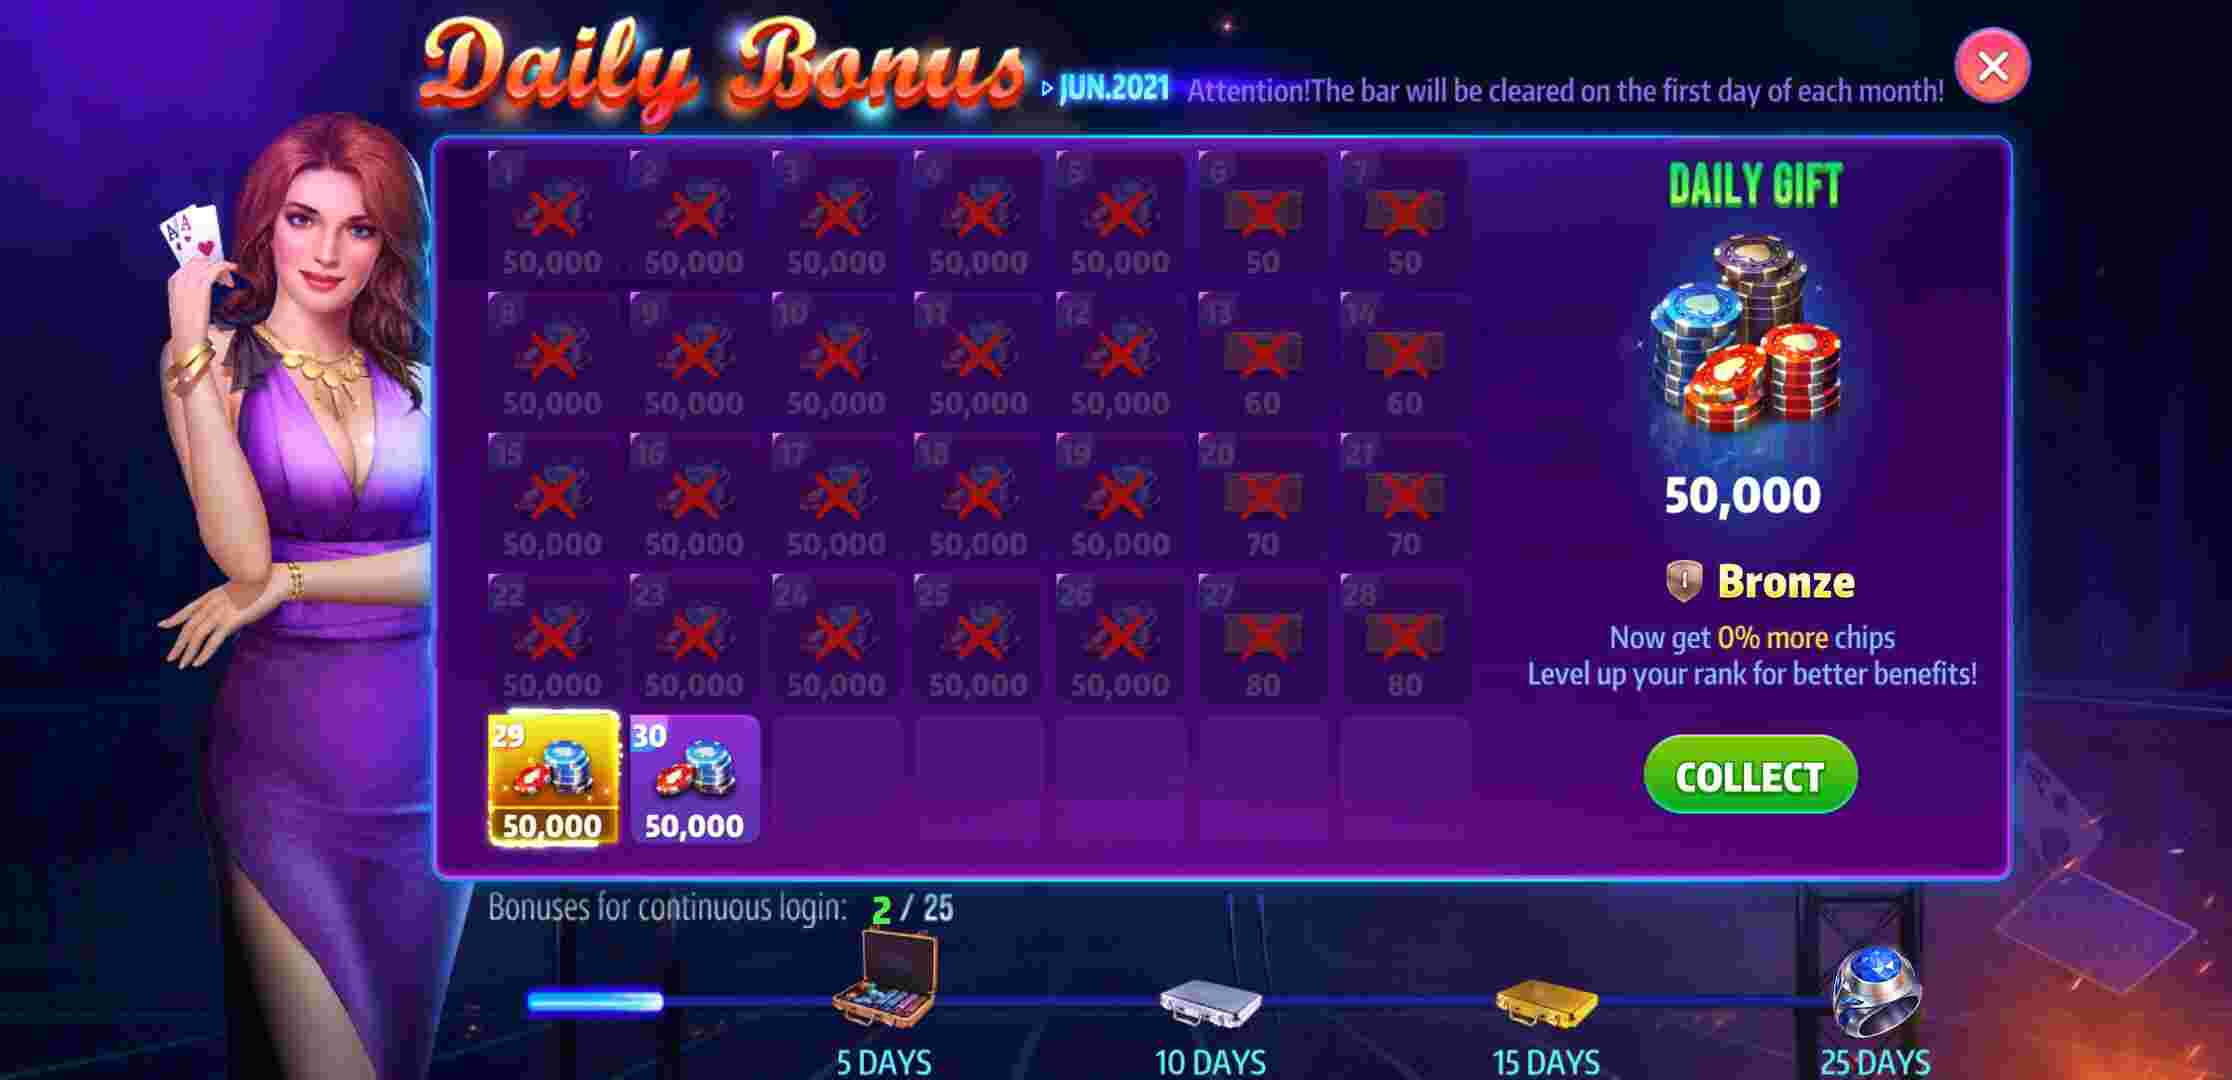 Daily Bonus
JUN.2021
Attention!The bar will be cleared on the first day of each month!
1 2 3 4 5 6 7
50,000 50,000 50,000 50,000 50,000 50 50
8 9 10 11 12 13 14
50,000 50,000 50,000 50,000 50,000 60 60
15 16 17 18 19 20 21
50,000 50,000 50,000 50,000 50,000 70 70
22 23 24 25 26 27 28
50,000 50,000 50,000 50,000 50,000 80 80
29 30
50,000 50,000
DAILY GIFT
50,000
Bronze
Now get 0% more chips
Level up your rank for better benefits!
COLLECT
Bonuses for continuous login: 2 / 25
5 DAYS 10 DAYS 15 DAYS 25 DAYS
A A